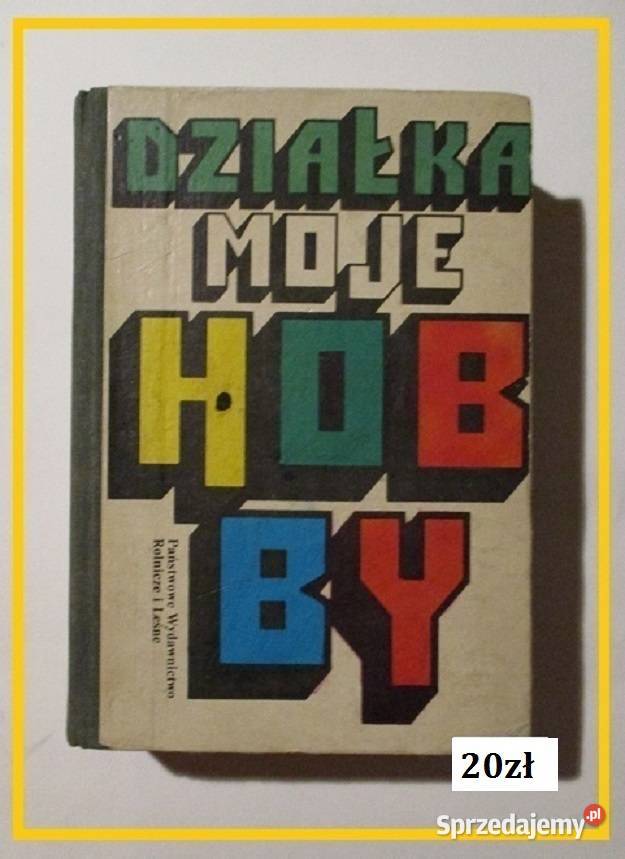 DZIAŁKA
MOJE
HOB
BY
Państwowe Wydawnictwo
Rolnicze i Leśne
20zł
Sprzedajemy.pl